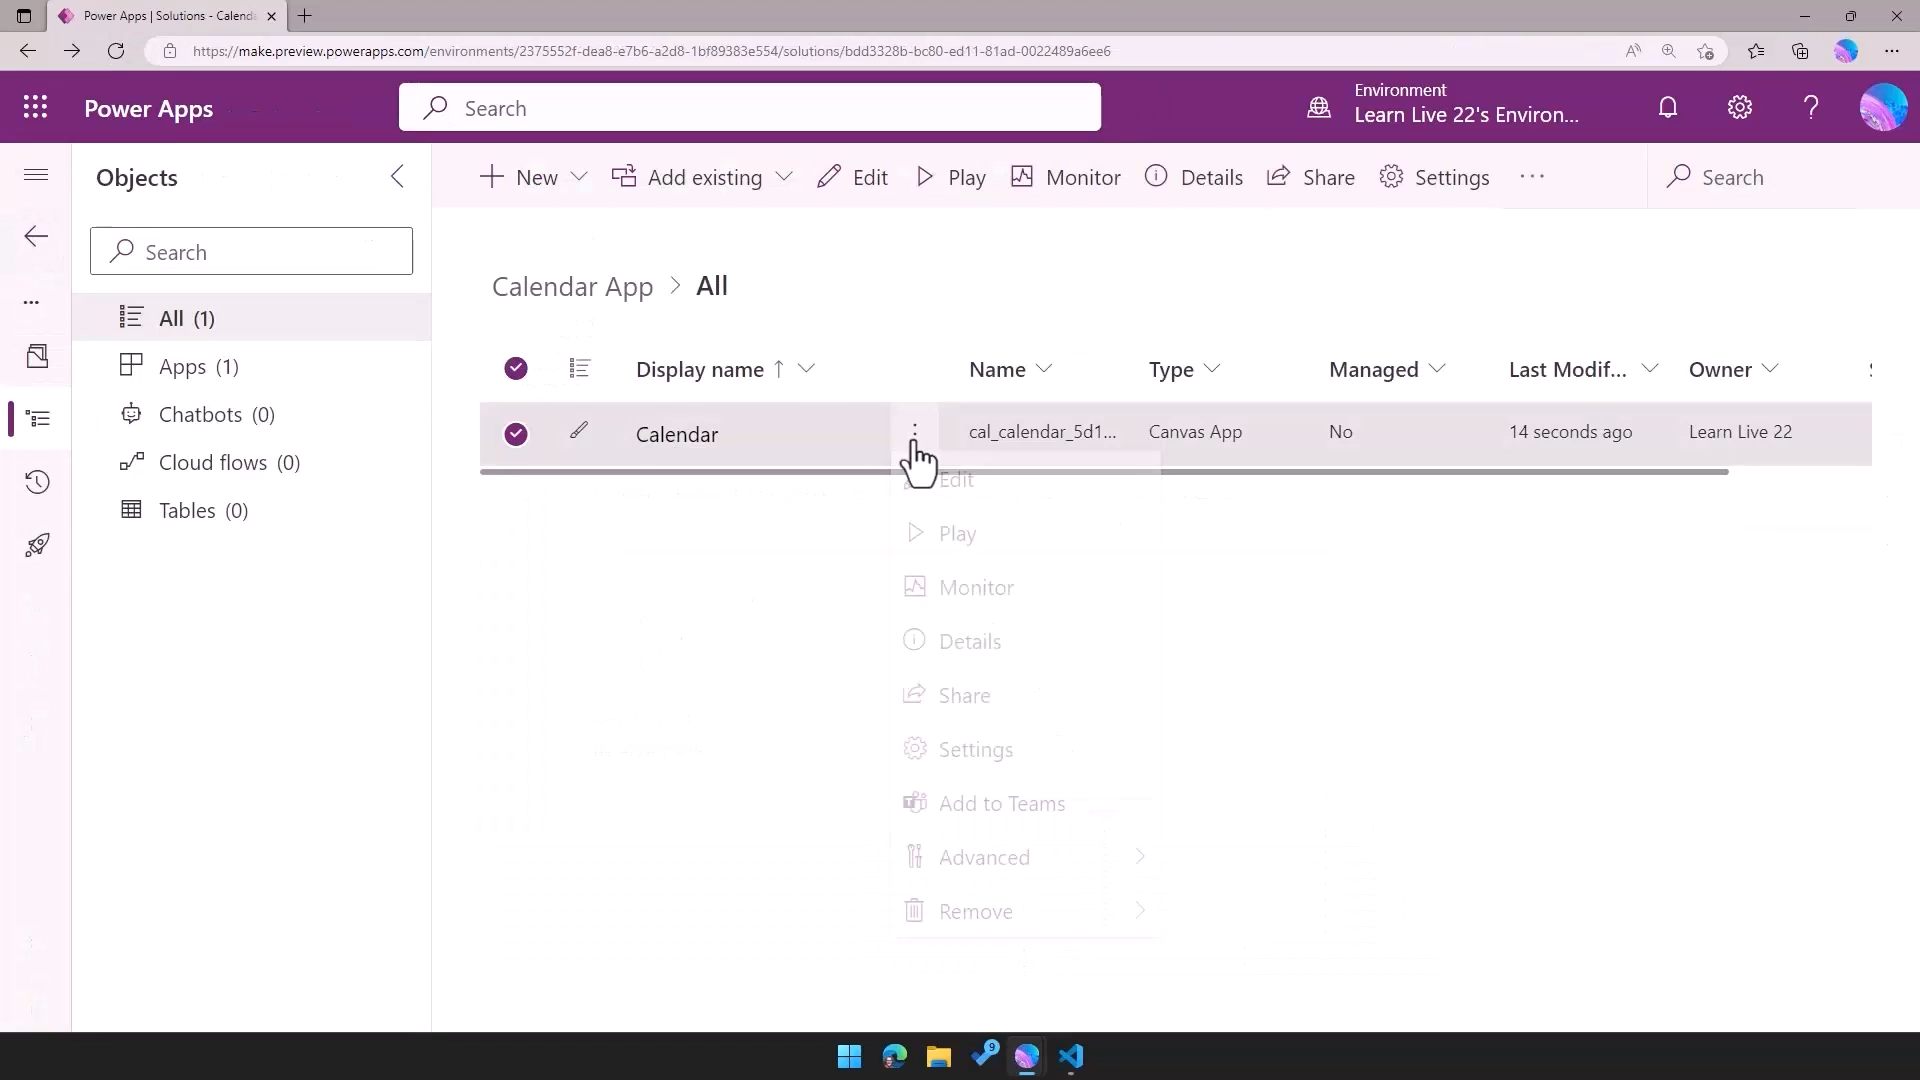 Power Apps | Solutions - Calenda
https://make.preview.powerapps.com/environments/2375552f-dea8-e7b6-a2d8-1bf89383e554/solutions/bdd3328b-bc80-ed11-81ad-0022489a6ee6
Power Apps
Search
Environment
Learn Live 22's Environ...
Objects
Search
All (1)
Apps (1)
Chatbots (0)
Cloud flows (0)
Tables (0)
New
Add existing
Edit
Play
Monitor
Details
Share
Settings
Search
Calendar App > All
Display name ↑ Name Type Managed Last Modif... Owner
Calendar cal_calendar_5d1... Canvas App No 14 seconds ago Learn Live 22
Edit
Play
Monitor
Details
Share
Settings
Add to Teams
Advanced
Remove
9